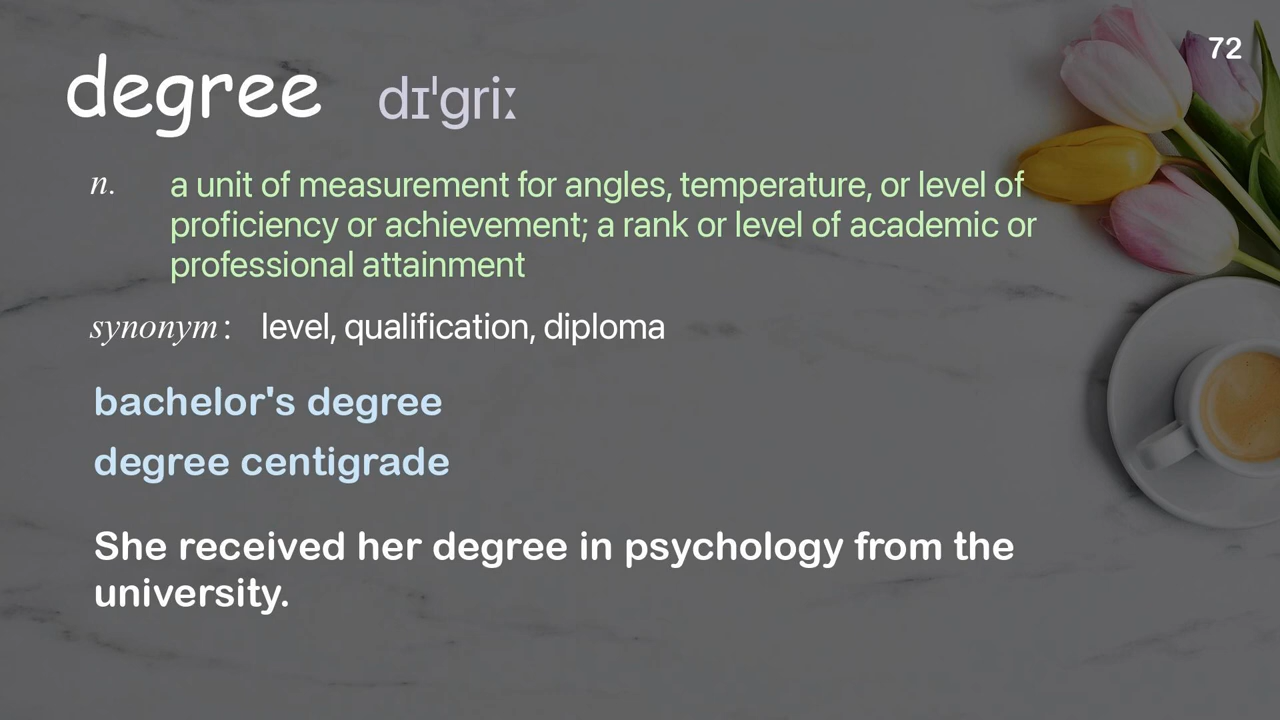 72
degree dɪˈgriː
n. a unit of measurement for angles, temperature, or level of
proficiency or achievement; a rank or level of academic or
professional attainment
synonym: level, qualification, diploma
bachelor's degree
degree centigrade
She received her degree in psychology from the
university.